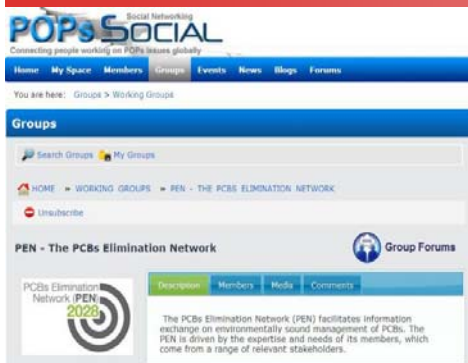 Social Networking
POPs SOCIAL
Connecting people working on POPs issues globally
Home My Space Members Groups Events News Blogs Forums
You are here: Groups > Working Groups
Groups
Search Groups My Groups
HOME » WORKING GROUPS » PEN - THE PCBS ELIMINATION NETWORK
Unsubscribe
PEN - The PCBs Elimination Network
Group Forums
PCBs Elimination
Network (PEN)
2028
Description Members Media Comments
The PCBs Elimination Network (PEN) facilitates information
exchange on environmentally sound management of PCBs. The
PEN is driven by the expertise and needs of its members, which
come from a range of relevant stakeholders.